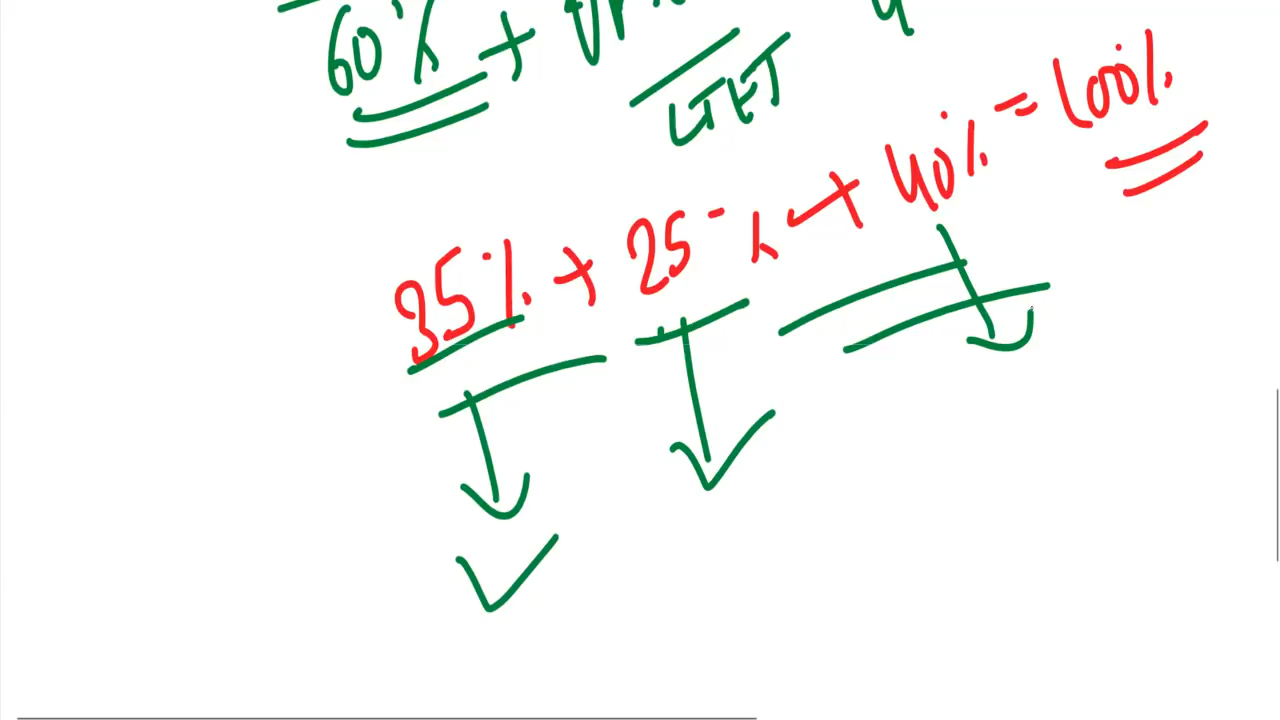 60% +
35% + 25% + 40% = 100%